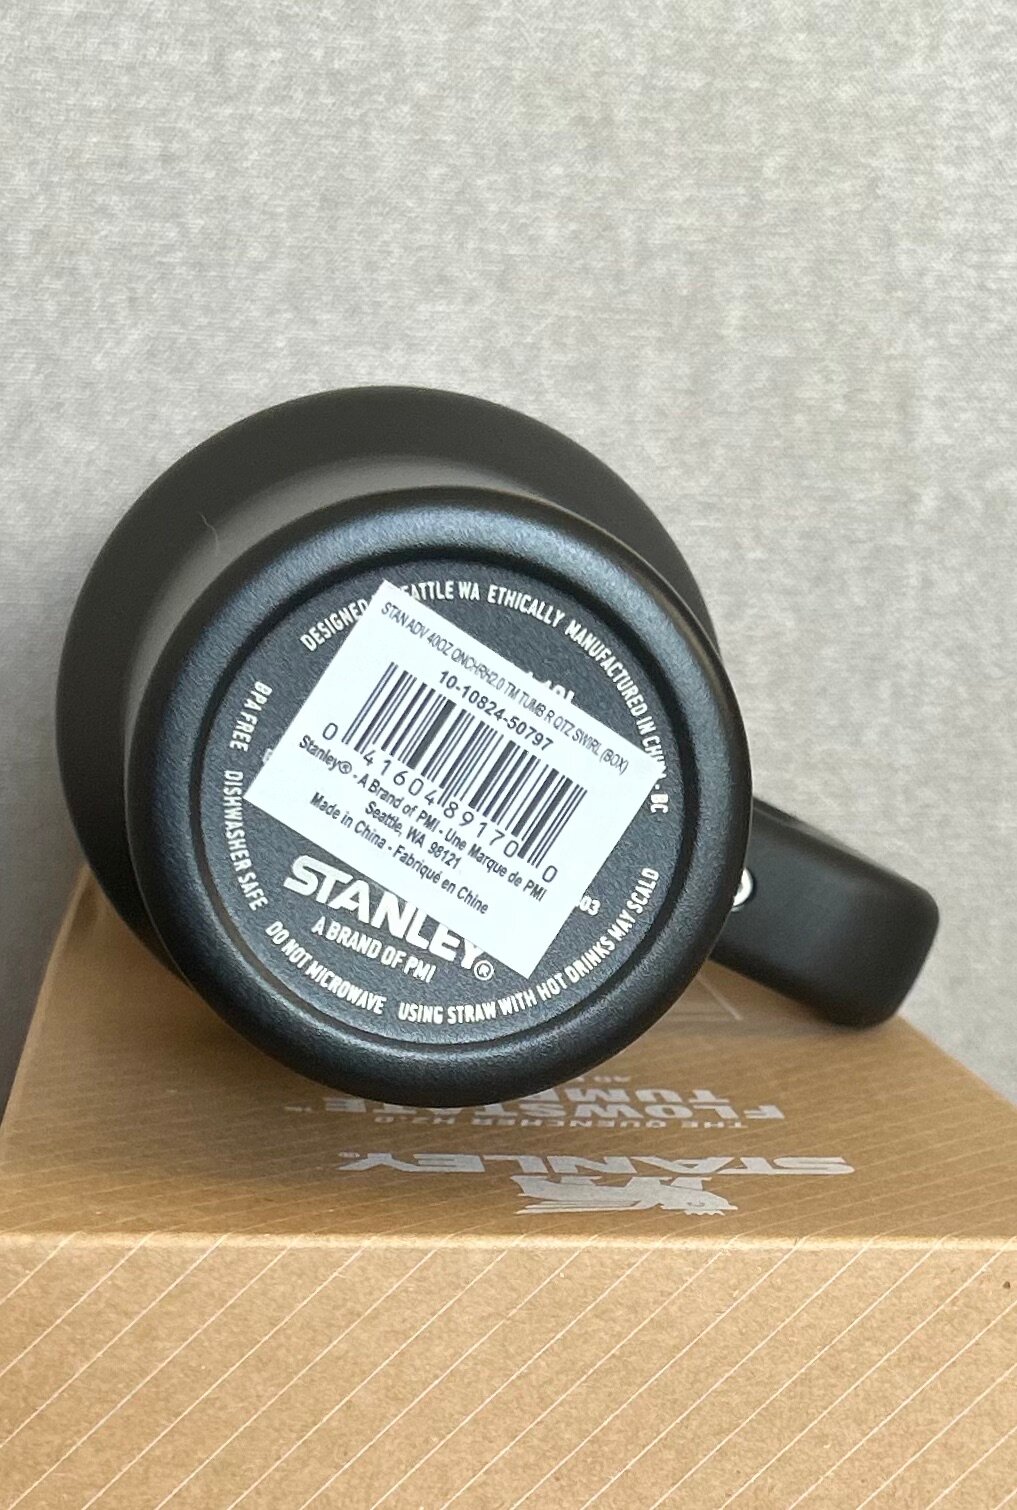 DESIGNED SEATTLE WA ETHICALLY MANUFACTURED IN CHINA
BPA FREE DISHWASHER SAFE DO NOT MICROWAVE USING STRAW WITH HOT DRINKS MAY SCALD
STAN ADV 40OZ QNCHRH2.0 TM TUMB R QTZ SWIRL (BOX)
10-10824-50797
0 41604 89170 0
Stanley® - A Brand of PMI - Une Marque de PMI
Seattle, WA 98121
Made in China - Fabriqué en Chine
STANLEY®
A BRAND OF PMI
THE QUENCHER H2.0
FLOWSTATE™
STANLEY®